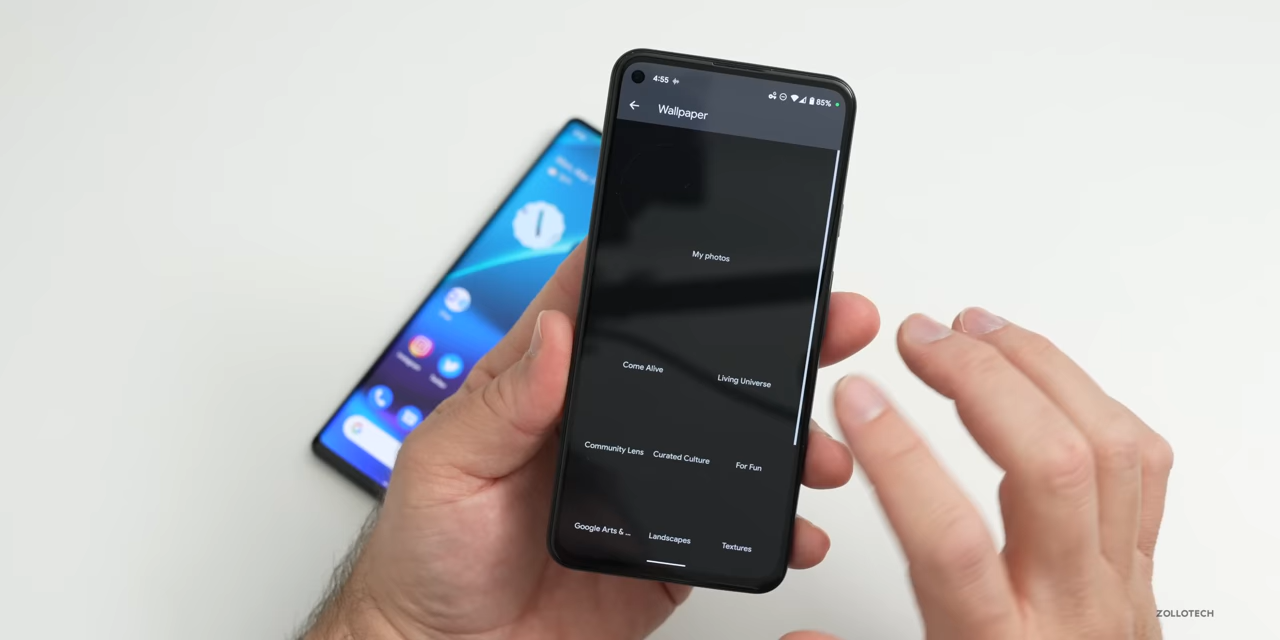 4:55
85%
Wallpaper
My photos
Come Alive
Living Universe
Community Lens
Curated Culture
For Fun
Google Arts & ...
Landscapes
Textures
ZOLLOTECH